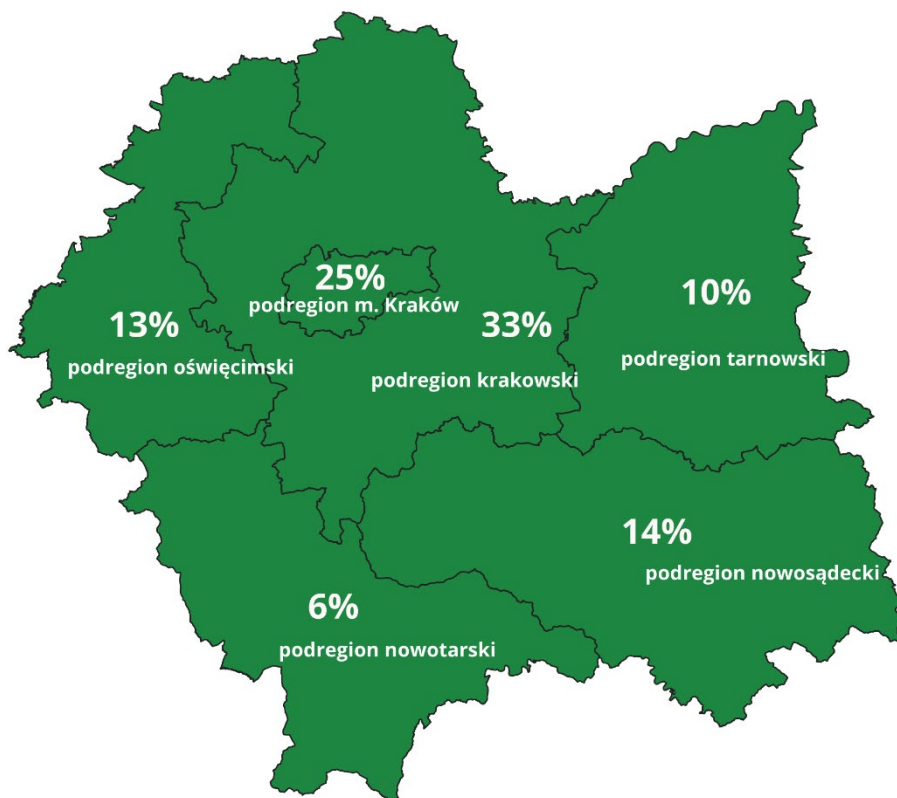 25%
podregion m. Kraków
13%
podregion oświęcimski
33%
podregion krakowski
10%
podregion tarnowski
14%
podregion nowosądecki
6%
podregion nowotarski